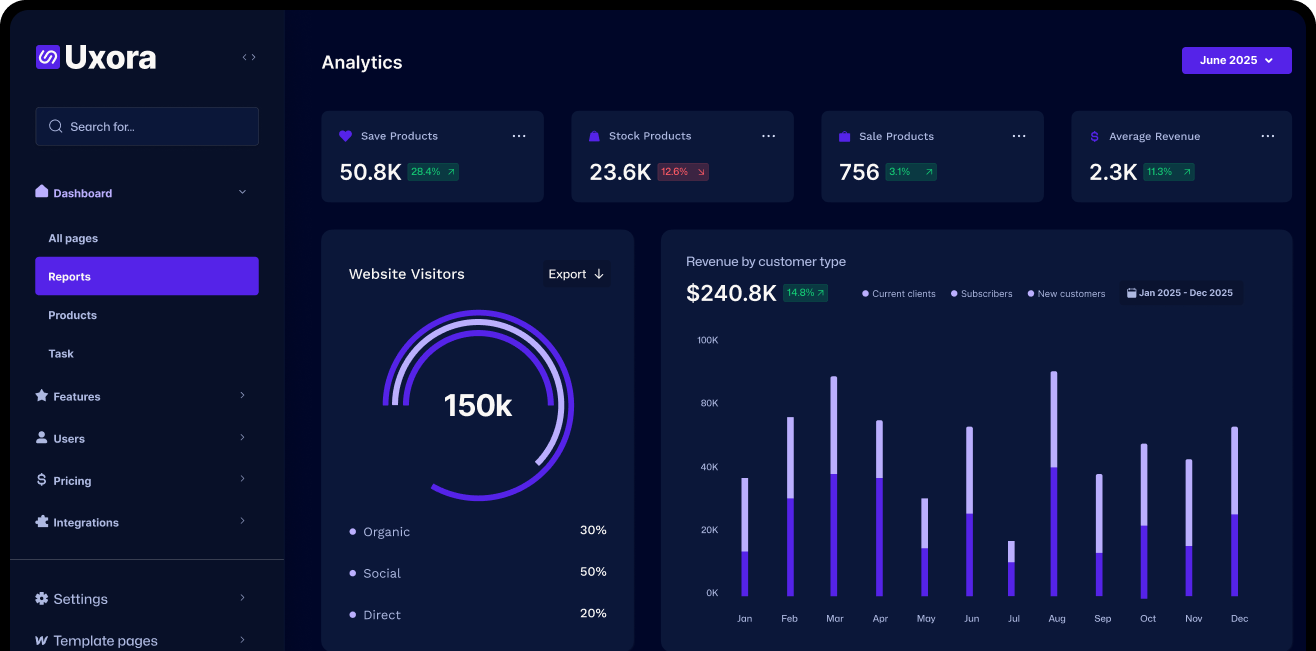 Uxora
Search for...
Dashboard
All pages
Reports
Products
Task
Features
Users
Pricing
Integrations
Settings
Template pages
Analytics
June 2025
Save Products
50.8K 28.4%
Stock Products
23.6K 12.6%
Sale Products
756 3.1%
Average Revenue
2.3K 11.3%
Website Visitors
Export
150k
Organic 30%
Social 50%
Direct 20%
Revenue by customer type
$240.8K 14.8%
Current clients Subscribers New customers Jan 2025 - Dec 2025
100K
80K
40K
20K
0K
Jan Feb Mar Apr May Jun Jul Aug Sep Oct Nov Dec